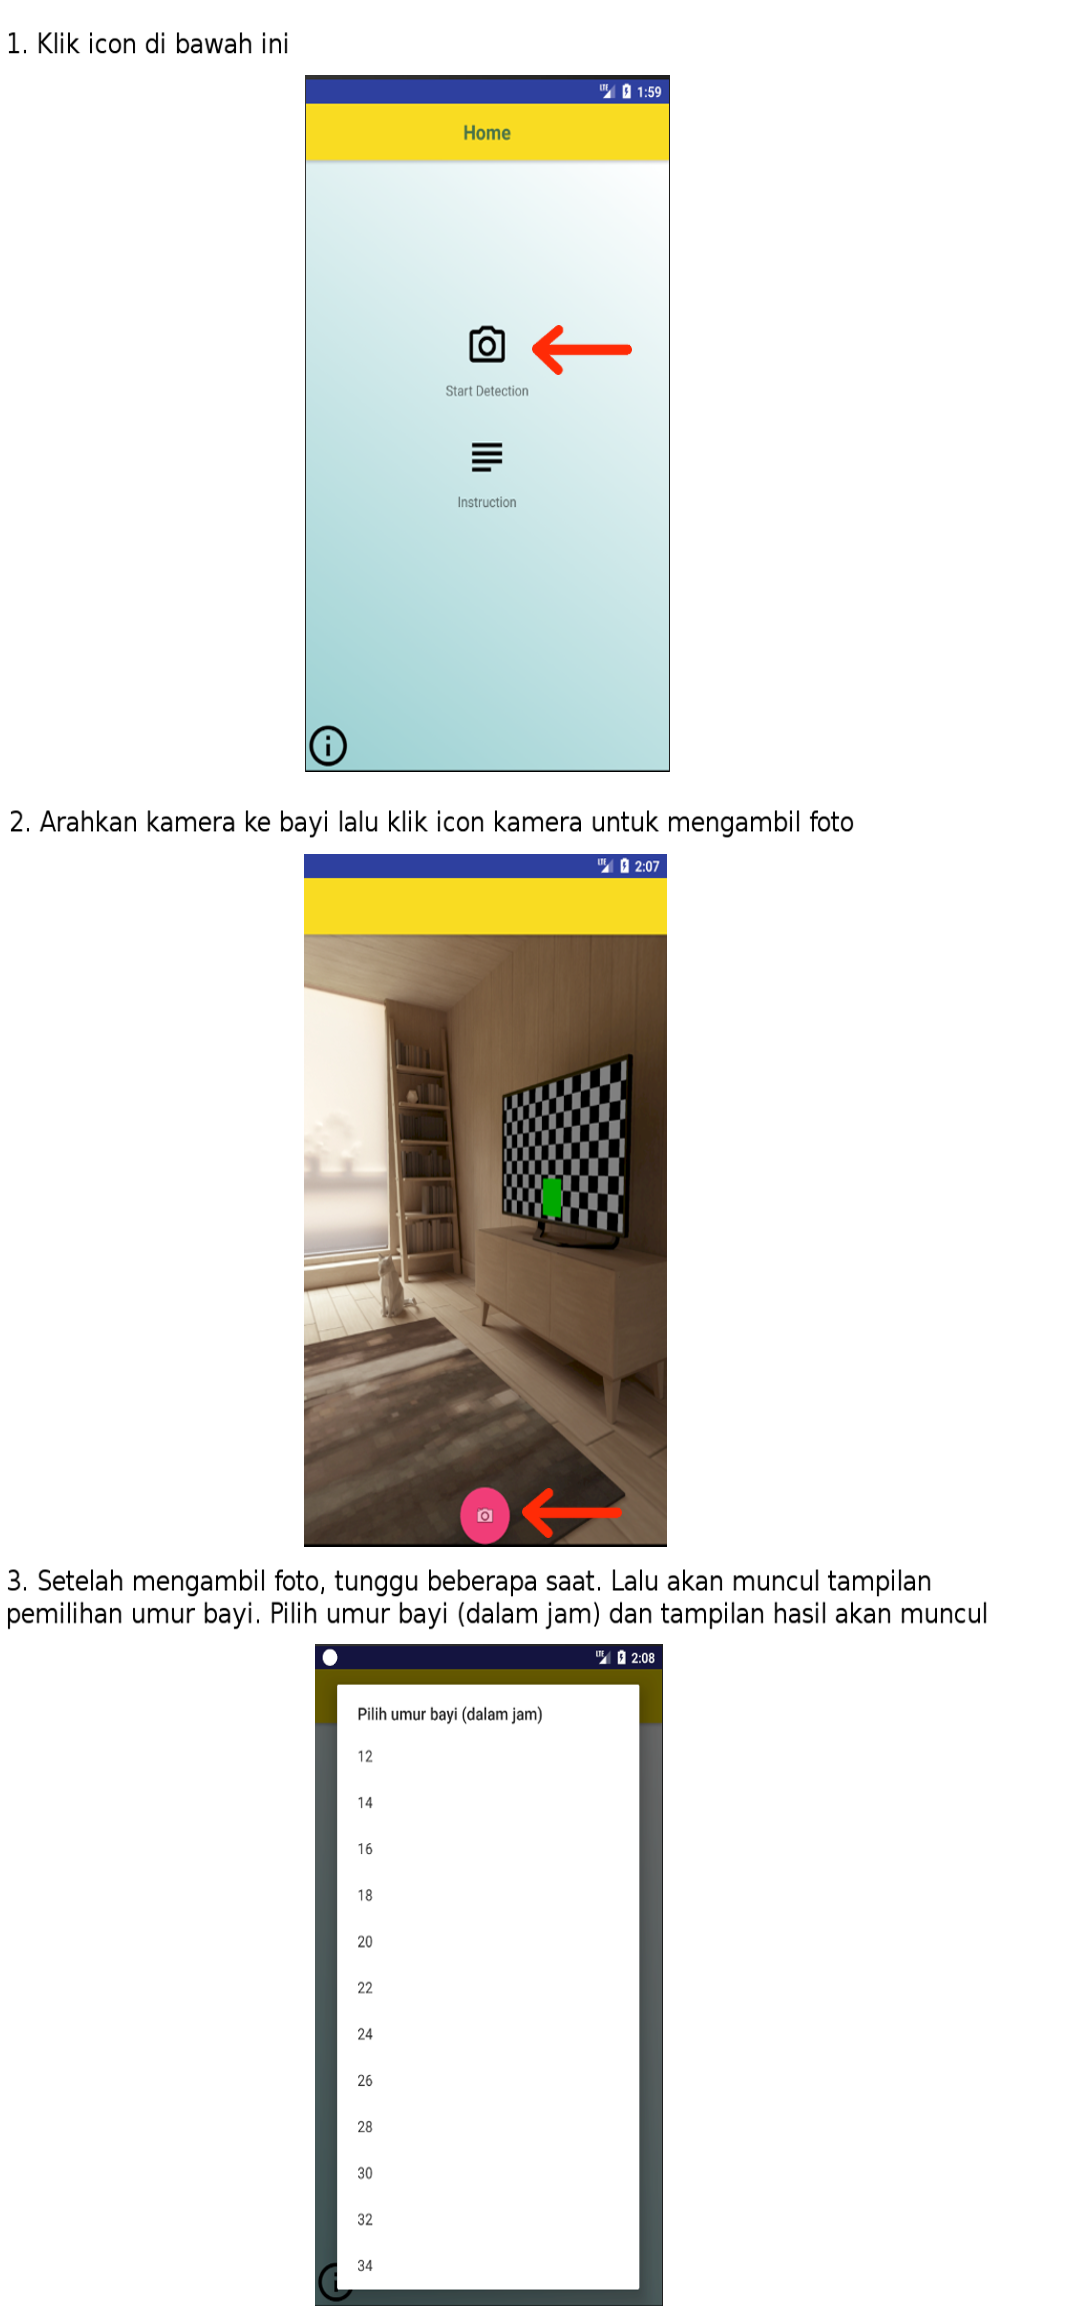 1. Klik icon di bawah ini
LTE 1:59
Home
Start Detection
Instruction
2. Arahkan kamera ke bayi lalu klik icon kamera untuk mengambil foto
LTE 2:07
3. Setelah mengambil foto, tunggu beberapa saat. Lalu akan muncul tampilan
pemilihan umur bayi. Pilih umur bayi (dalam jam) dan tampilan hasil akan muncul
LTE 2:08
Pilih umur bayi (dalam jam)
12
14
16
18
20
22
24
26
28
30
32
34